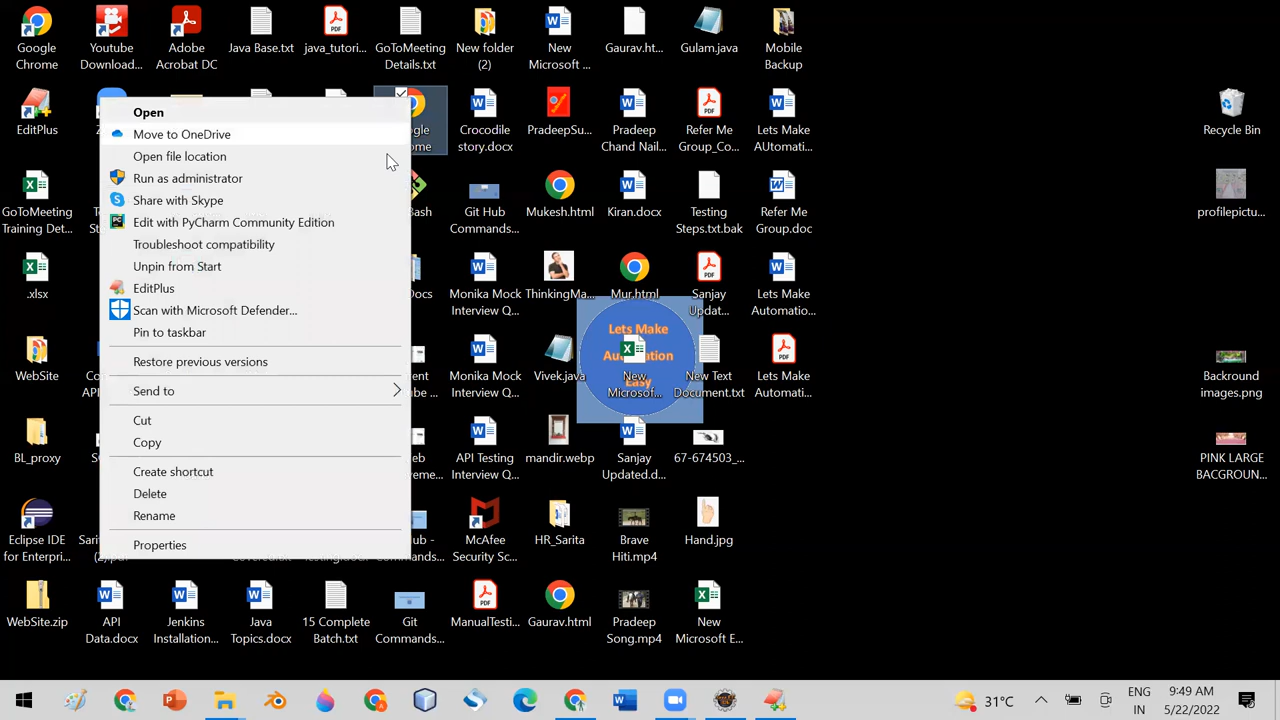 Google
Chrome
Youtube
Download...
Adobe
Acrobat DC
Java Base.txt
java_tutori...
GoToMeeting
Details.txt
New folder
(2)
New
Microsoft ...
Gaurav.ht...
Gulam.java
Mobile
Backup
EditPlus
Crocodile
story.docx
PradeepSu...
Pradeep
Chand Nail...
Refer Me
Group_Co...
Lets Make
AUtomati...
Recycle Bin
GoToMeeting
Training Det...
Git Hub
Commands...
Mukesh.html
Kiran.docx
Testing
Steps.txt.bak
Refer Me
Group.doc
profilepictu...
.xlsx
Monika Mock
Interview Q...
ThinkingMa...
Mur.html
Sanjay
Updat...
Lets Make
Automati...
Lets Make
Automation
Easy
WebSite
Monika Mock
Interview Q...
Vivek.java
New
Microsof...
New Text
Document.txt
Lets Make
Automati...
Backround
images.png
BL_proxy
API Testing
Interview Q...
mandir.webp
Sanjay
Updated.d...
67-674503_...
PINK LARGE
BACGROUN...
Eclipse IDE
for Enterpri...
McAfee
Security Sc...
HR_Sarita
Brave
Hiti.mp4
Hand.jpg
WebSite.zip
API
Data.docx
Jenkins
Installation...
Java
Topics.docx
15 Complete
Batch.txt
Git
Commands...
ManualTesti...
Gaurav.html
Pradeep
Song.mp4
New
Microsoft E...
Open
Move to OneDrive
Open file location
Run as administrator
Share with Skype
Edit with PyCharm Community Edition
Troubleshoot compatibility
Unpin from Start
EditPlus
Scan with Microsoft Defender...
Pin to taskbar
Restore previous versions
Send to
Cut
Copy
Create shortcut
Delete
Rename
Properties
31°C
ENG
IN
9:49 AM
5/22/2022